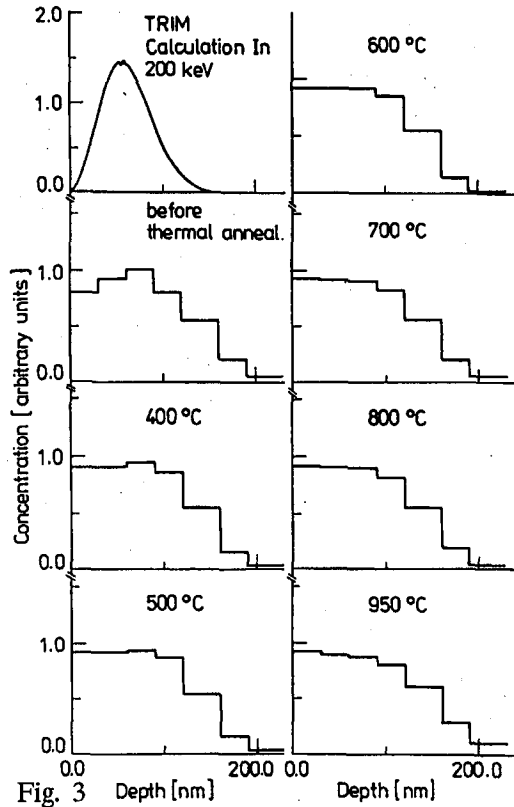 2.0
TRIM
Calculation In
200 keV
1.0
0.0
600 °C
before
thermal anneal.
1.0
700 °C
400 °C
1.0
0.0
800 °C
500 °C
1.0
0.0
950 °C
Concentration [arbitrary units]
0.0 200.0
Depth [nm]
0.0 200.0
Depth [nm]
Fig. 3